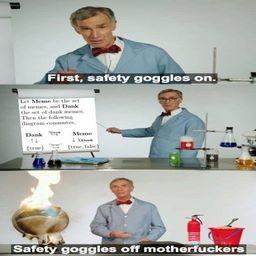 First, safety goggles on.
Let Meme be the set
of memes, and Dank
the set of dank memes.
Then the following
diagram commutes.
Dank Meme
{true} {true, false}
Safety goggles off motherfuckers